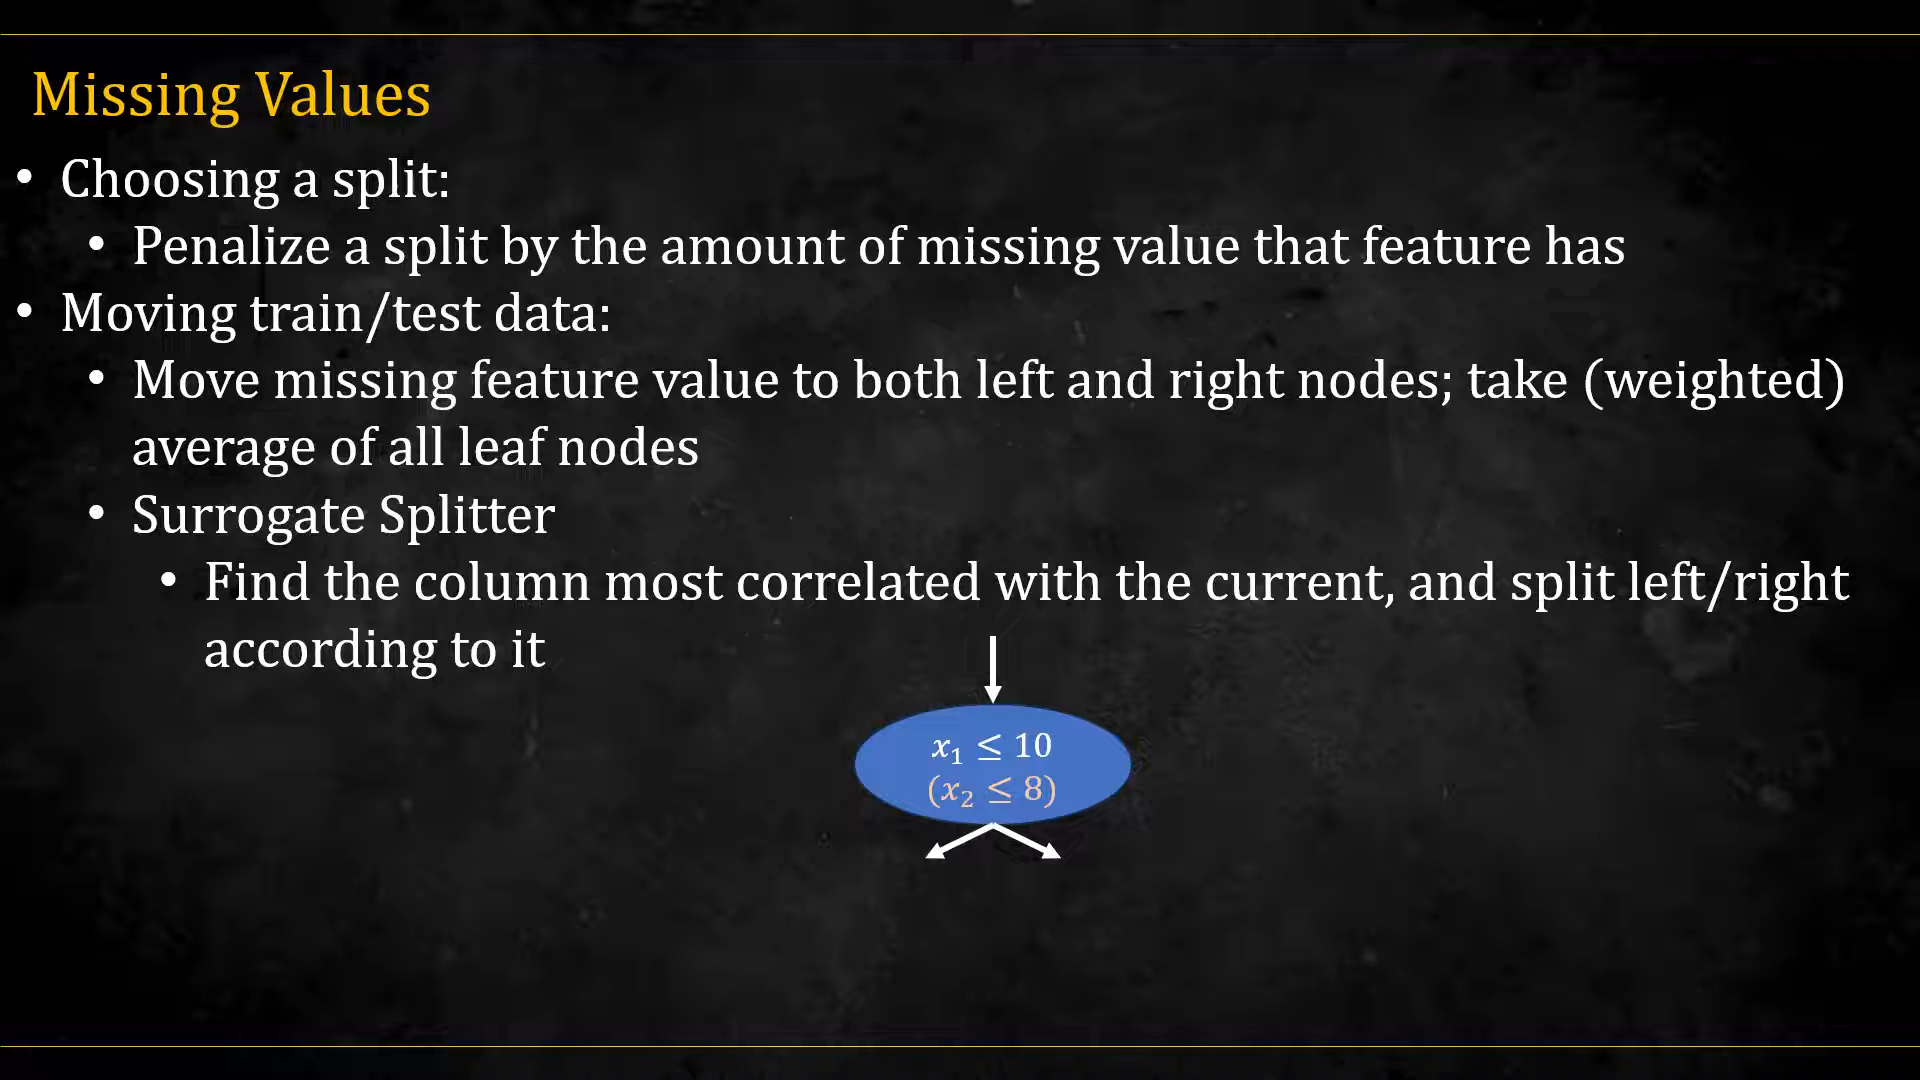 Missing Values
• Choosing a split:
• Penalize a split by the amount of missing value that feature has
• Moving train/test data:
• Move missing feature value to both left and right nodes; take (weighted)
average of all leaf nodes
• Surrogate Splitter
• Find the column most correlated with the current, and split left/right
according to it
x₁ ≤ 10
(x₂ ≤ 8)